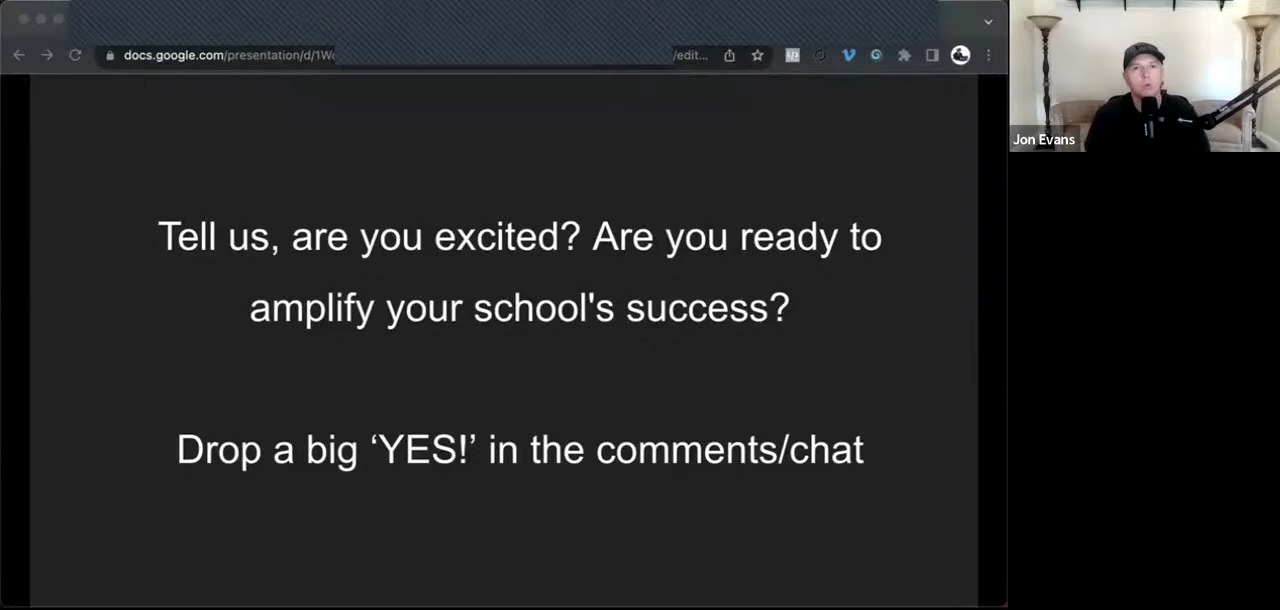 docs.google.com/presentation/d/1W
/edit...
Jon Evans
Tell us, are you excited? Are you ready to
amplify your school's success?
Drop a big ‘YES!’ in the comments/chat